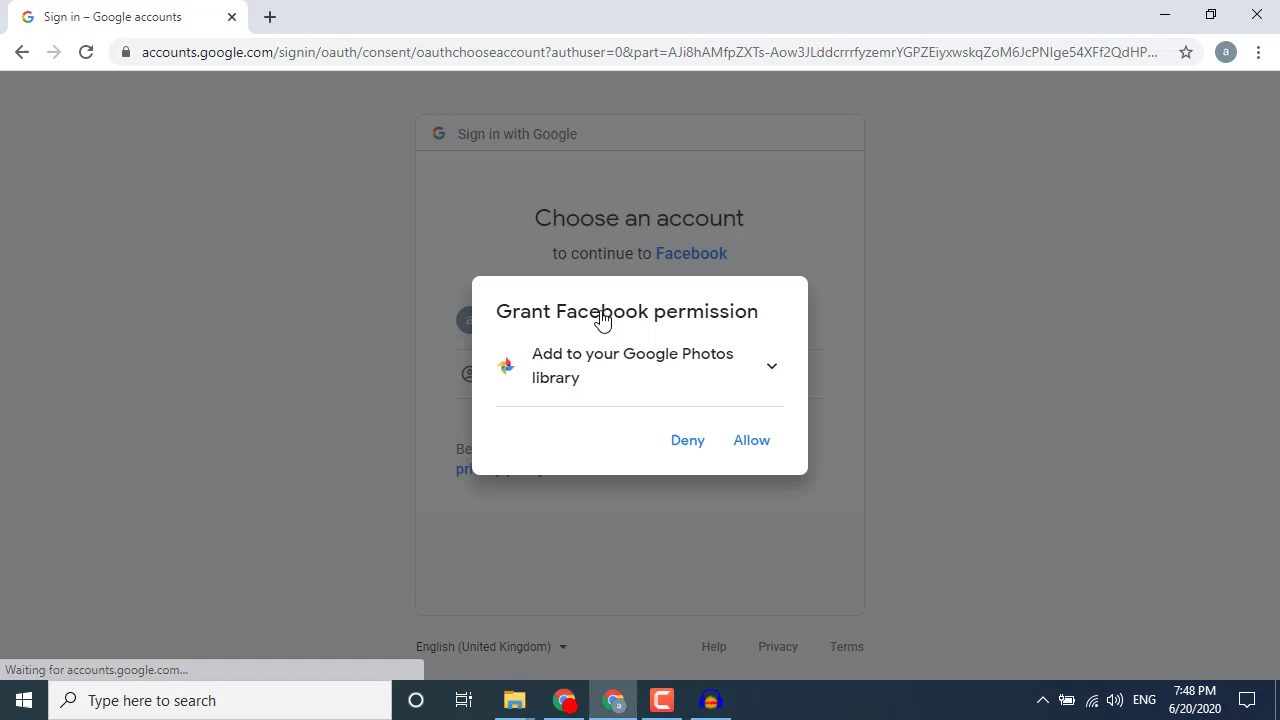 Sign in – Google accounts
accounts.google.com/signin/oauth/consent/oauthchooseaccount?authuser=0&part=AJi8hAMfpZXTs-Aow3JLddcrrrfyzemrYGPZEiyxwskqZoM6JcPNIge54XFf2QdHP...
a
Sign in with Google
Choose an account
to continue to Facebook
Grant Facebook permission
a
Add to your Google Photos
library
Deny Allow
Be
English (United Kingdom)
Help
Privacy
Terms
Waiting for accounts.google.com...
Type here to search
a
ENG
7:48 PM
6/20/2020